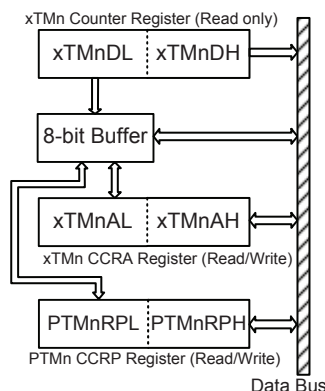 xTMn Counter Register (Read only)
xTMnDL xTMnDH
8-bit Buffer
xTMnAL xTMnAH
xTMn CCRA Register (Read/Write)
PTMnRPL PTMnRPH
PTMn CCRP Register (Read/Write)
Data Bus